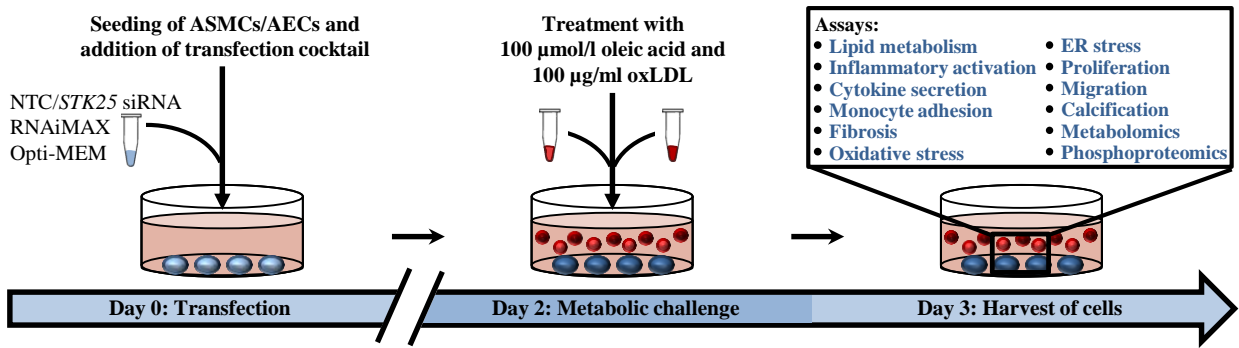 Seeding of ASMCs/AECs and
addition of transfection cocktail
NTC/STK25 siRNA
RNAiMAX
Opti-MEM
Treatment with
100 µmol/l oleic acid and
100 µg/ml oxLDL
Assays:
• Lipid metabolism
• Inflammatory activation
• Cytokine secretion
• Monocyte adhesion
• Fibrosis
• Oxidative stress
• ER stress
• Proliferation
• Migration
• Calcification
• Metabolomics
• Phosphoproteomics
Day 0: Transfection
Day 2: Metabolic challenge
Day 3: Harvest of cells